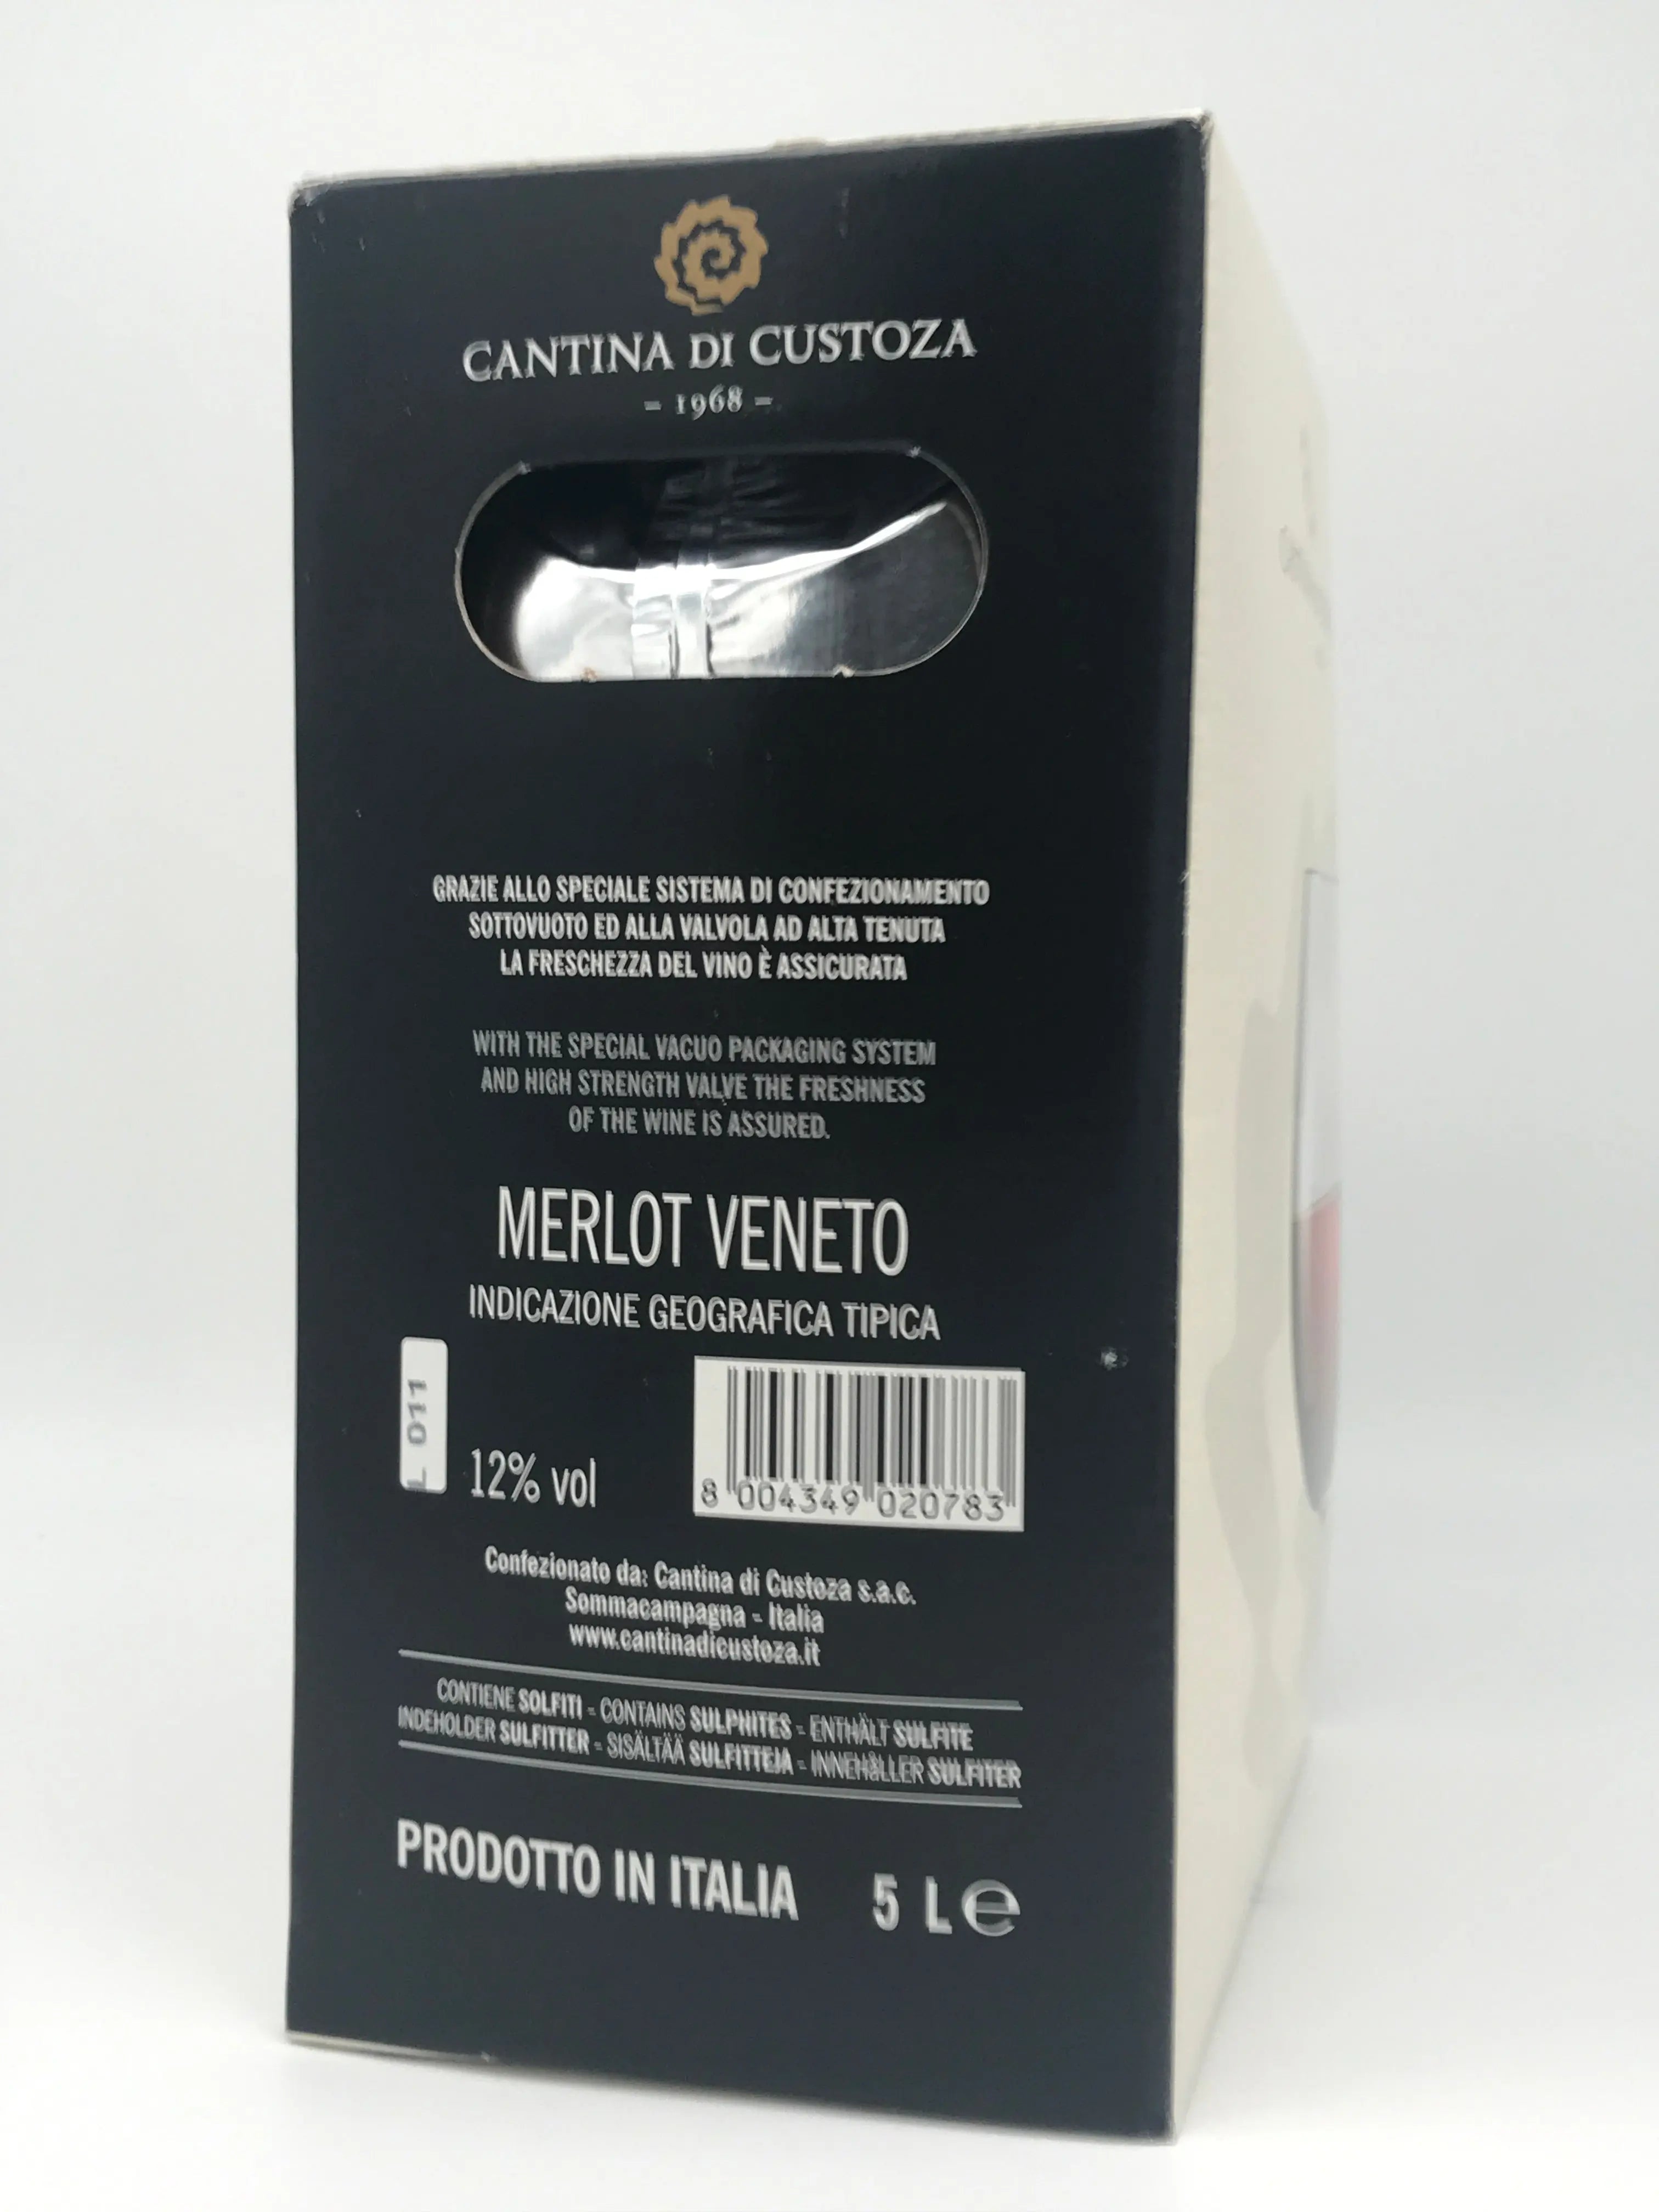 CANTINA DI CUSTOZA
- 1968 -
GRAZIE ALLO SPECIALE SISTEMA DI CONFEZIONAMENTO
SOTTOVUOTO ED ALLA VALVOLA AD ALTA TENUTA
LA FRESCHEZZA DEL VINO È ASSICURATA
WITH THE SPECIAL VACUO PACKAGING SYSTEM
AND HIGH STRENGTH VALVE THE FRESHNESS
OF THE WINE IS ASSURED.
MERLOT VENETO
INDICAZIONE GEOGRAFICA TIPICA
L 011
12% vol
8 004349 020783
Confezionato da: Cantina di Custoza s.a.c.
Sommacampagna - Italia
www.cantinadicustoza.it
CONTIENE SOLFITI - CONTAINS SULPHITES - ENTHÄLT SULFITE
INDEHOLDER SULFITTER - SISÄLTÄÄ SULFITTEJA - INNEHÅLLER SULFITER
PRODOTTO IN ITALIA
5 L e